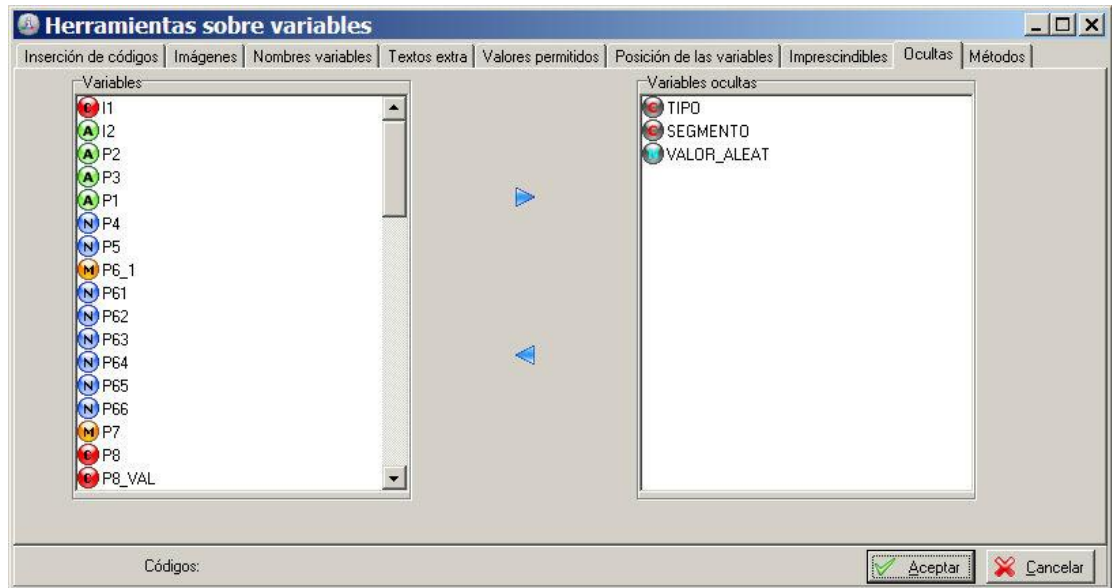 Herramientas sobre variables
Inserción de códigos Imágenes Nombres variables Textos extra Valores permitidos Posición de las variables Imprescindibles Ocultas Métodos
Variables
I1
I2
P2
P3
P1
P4
P5
P6_1
P61
P62
P63
P64
P65
P66
P7
P8
P8_VAL
Variables ocultas
TIPO
SEGMENTO
VALOR_ALEAT
Códigos:
Aceptar
Cancelar